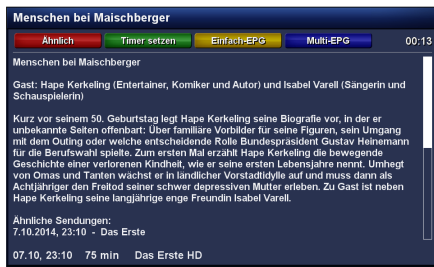 Menschen bei Maischberger
Ähnlich Timer setzen Einfach-EPG Multi-EPG 00:13
Menschen bei Maischberger
Gast: Hape Kerkeling (Entertainer, Komiker und Autor) und Isabel Varell (Sängerin und
Schauspielerin)
Kurz vor seinem 50. Geburtstag legt Hape Kerkeling seine Biografie vor, in der er
unbekannte Seiten offenbart: Über familiäre Vorbilder für seine Figuren, sein Umgang
mit dem Outing oder welche entscheidende Rolle Bundespräsident Gustav Heinemann
für die Berufswahl spielte. Zum ersten Mal erzählt Hape Kerkeling die bewegende
Geschichte einer verlorenen Kindheit, wie er seine ersten Lebensjahre nennt. Umhegt
von Omas und Tanten wächst er in ländlicher Vorstadtidylle auf und muss dann als
Achtjähriger den Freitod seiner schwer depressiven Mutter erleben. Zu Gast ist neben
Hape Kerkeling seine langjährige enge Freundin Isabel Varell.
Ähnliche Sendungen:
7.10.2014, 23:10 - Das Erste
07.10, 23:10 75 min Das Erste HD